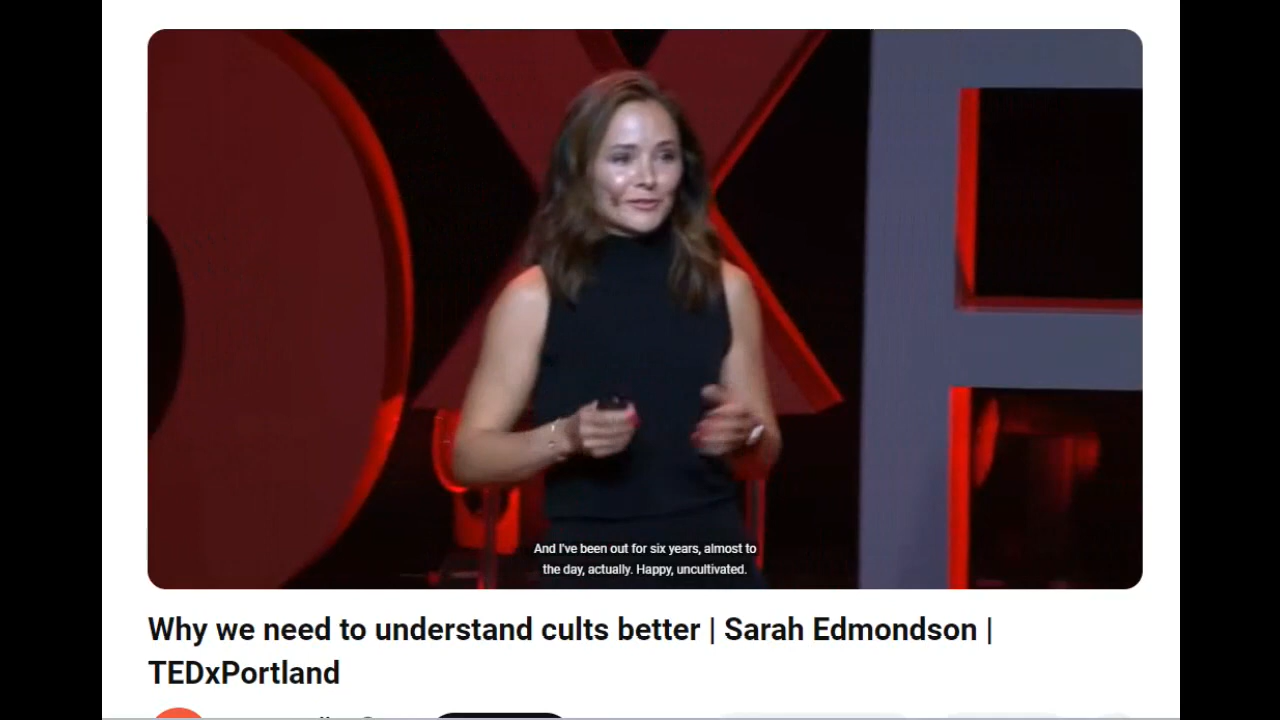 And I've been out for six years, almost to
the day, actually. Happy, uncultivated.
Why we need to understand cults better | Sarah Edmondson |
TEDxPortland